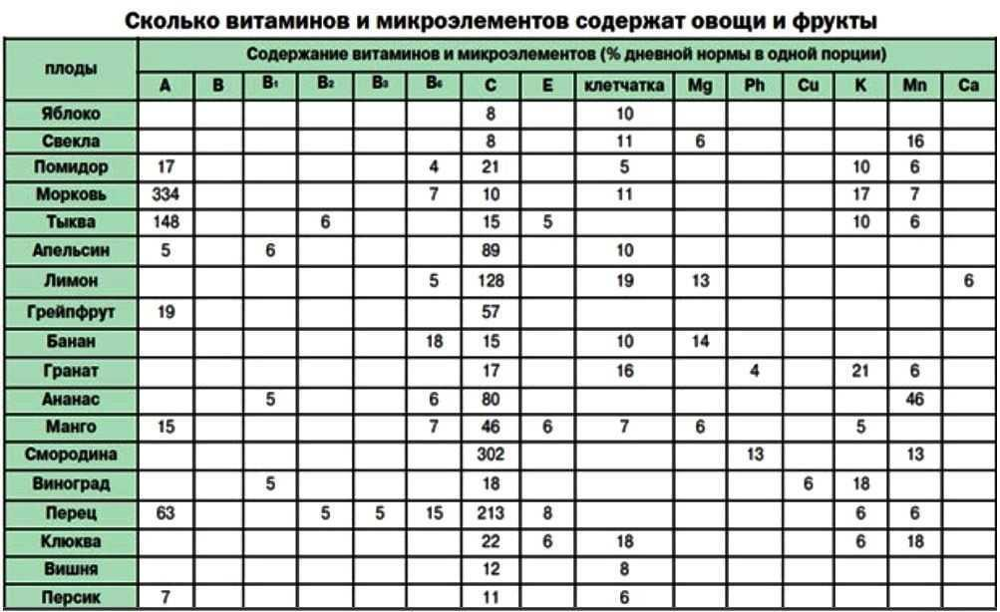 Сколько витаминов и микроэлементов содержат овощи и фрукты
плоды Содержание витаминов и микроэлементов (% дневной нормы в одной порции)
A B B₁ B₂ B₃ B₆ C E клетчатка Mg Ph Cu K Mn Ca
Яблоко 8 10
Свекла 8 11 6 16
Помидор 17 4 21 5 10 6
Морковь 334 7 10 11 17 7
Тыква 148 6 15 5 10 6
Апельсин 5 6 89 10
Лимон 5 128 19 13 6
Грейпфрут 19 57
Банан 18 15 10 14
Гранат 17 16 4 21 6
Ананас 5 6 80 46
Манго 15 7 46 6 7 6 5
Смородина 302 13 13
Виноград 5 18 6 18
Перец 63 5 5 15 213 8 6 6
Клюква 22 6 18 6 18
Вишня 12 8
Персик 7 11 6